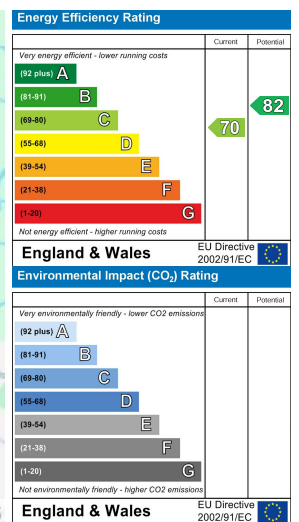 Energy Efficiency Rating
Current Potential
Very energy efficient - lower running costs
(92 plus) A
(81-91) B
(69-80) C
(55-68) D
(39-54) E
(21-38) F
(1-20) G
70
82
Not energy efficient - higher running costs
England & Wales
EU Directive
2002/91/EC
Environmental Impact (CO₂) Rating
Current Potential
Very environmentally friendly - lower CO2 emissions
(92 plus) A
(81-91) B
(69-80) C
(55-68) D
(39-54) E
(21-38) F
(1-20) G
Not environmentally friendly - higher CO2 emissions
England & Wales
EU Directive
2002/91/EC